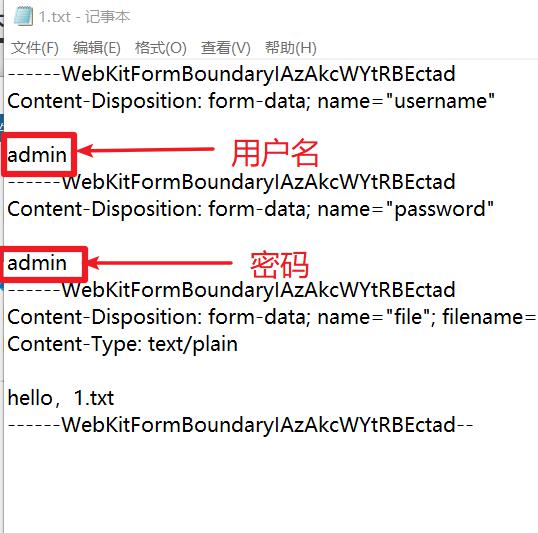 1.txt - 记事本
文件(F) 编辑(E) 格式(O) 查看(V) 帮助(H)
------WebKitFormBoundaryIAzAkcWYtRBEctad
Content-Disposition: form-data; name="username"
admin 用户名
------WebKitFormBoundaryIAzAkcWYtRBEctad
Content-Disposition: form-data; name="password"
admin 密码
------WebKitFormBoundaryIAzAkcWYtRBEctad
Content-Disposition: form-data; name="file"; filename=
Content-Type: text/plain
hello，1.txt
------WebKitFormBoundaryIAzAkcWYtRBEctad--